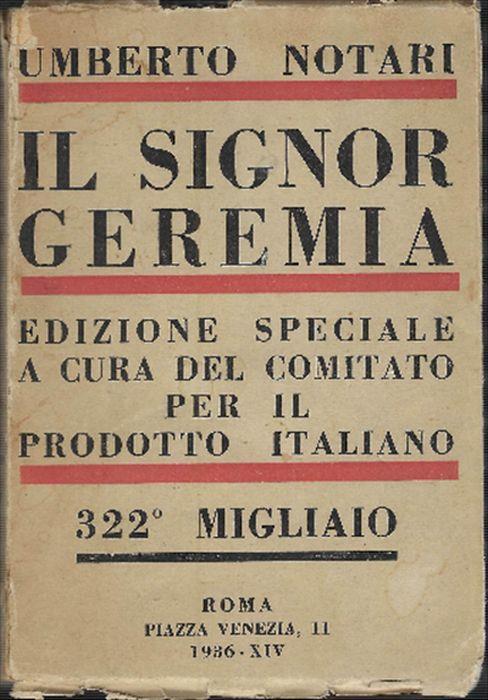 UMBERTO NOTARI
IL SIGNOR
GEREMIA
EDIZIONE SPECIALE
A CURA DEL COMITATO
PER IL
PRODOTTO ITALIANO
322° MIGLIAIO
ROMA
PIAZZA VENEZIA, 11
1936-XIV